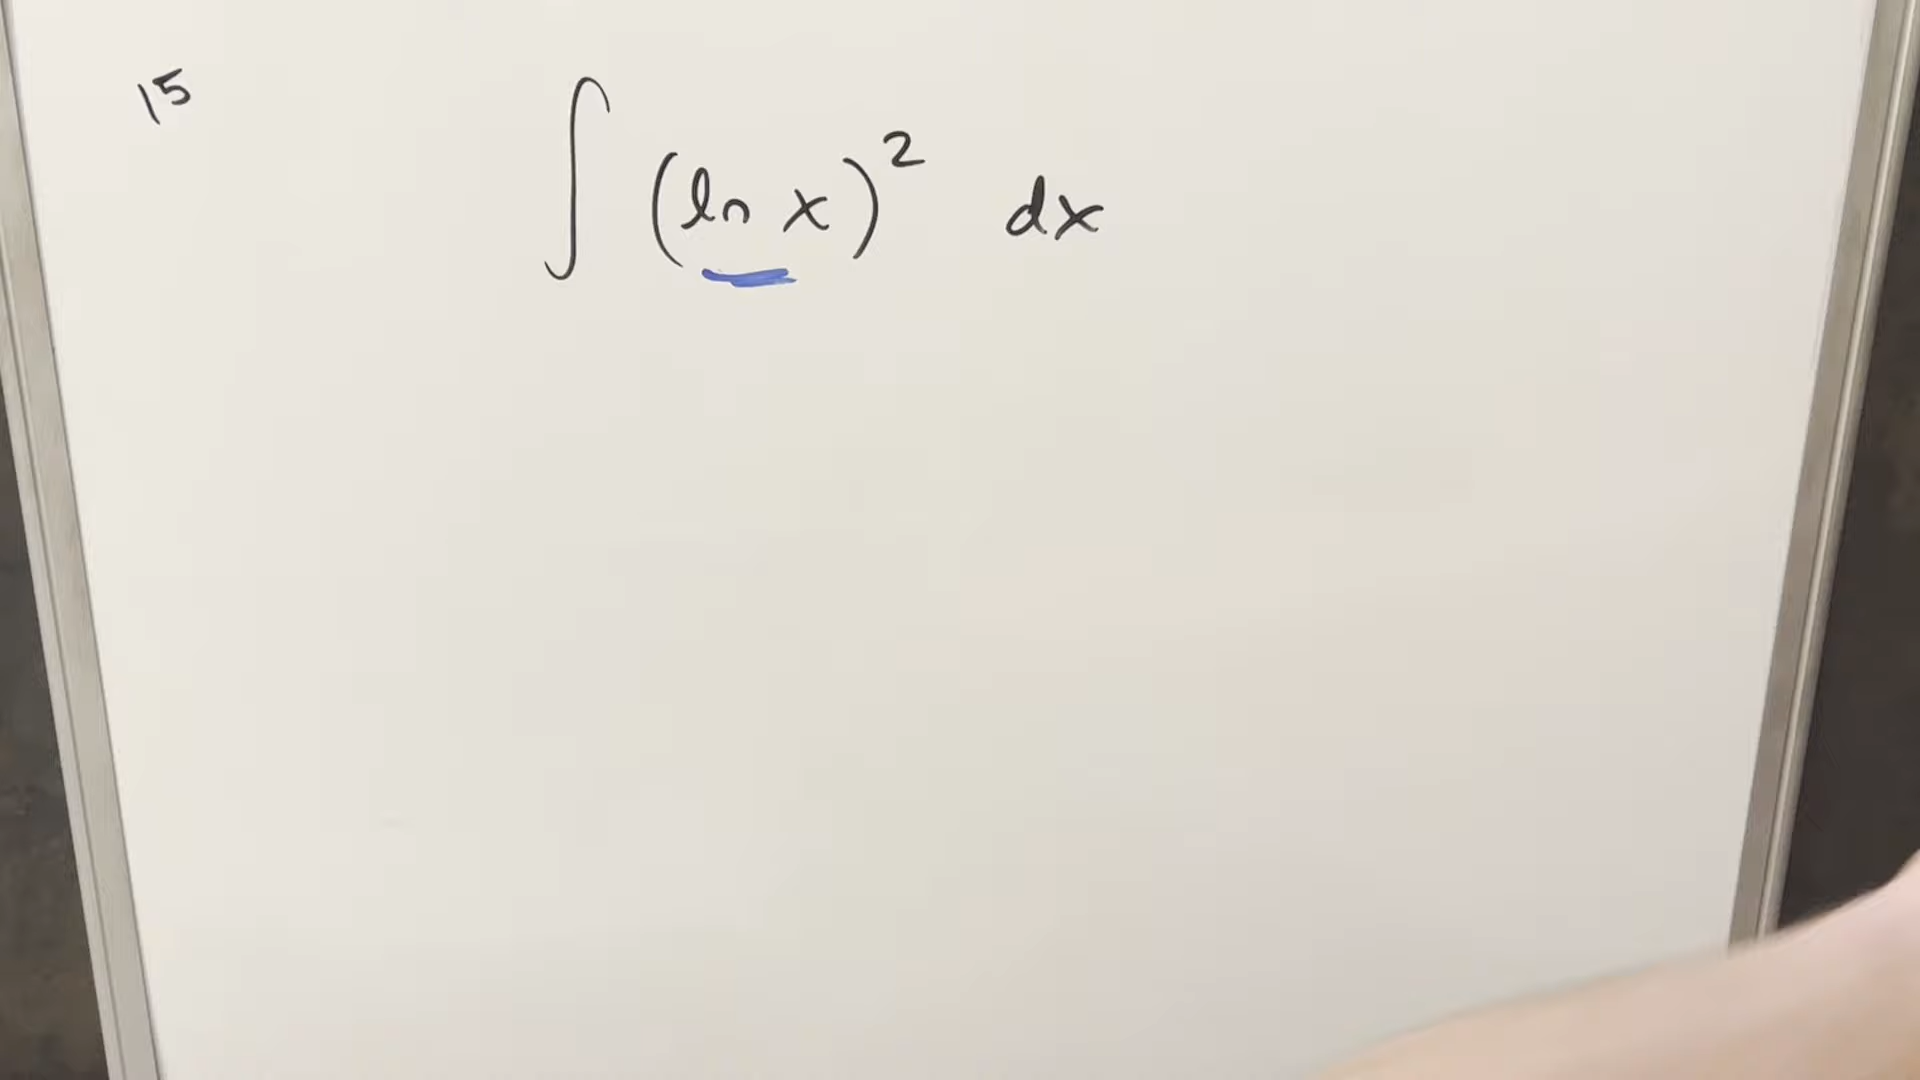 15
∫ (ln x)² dx